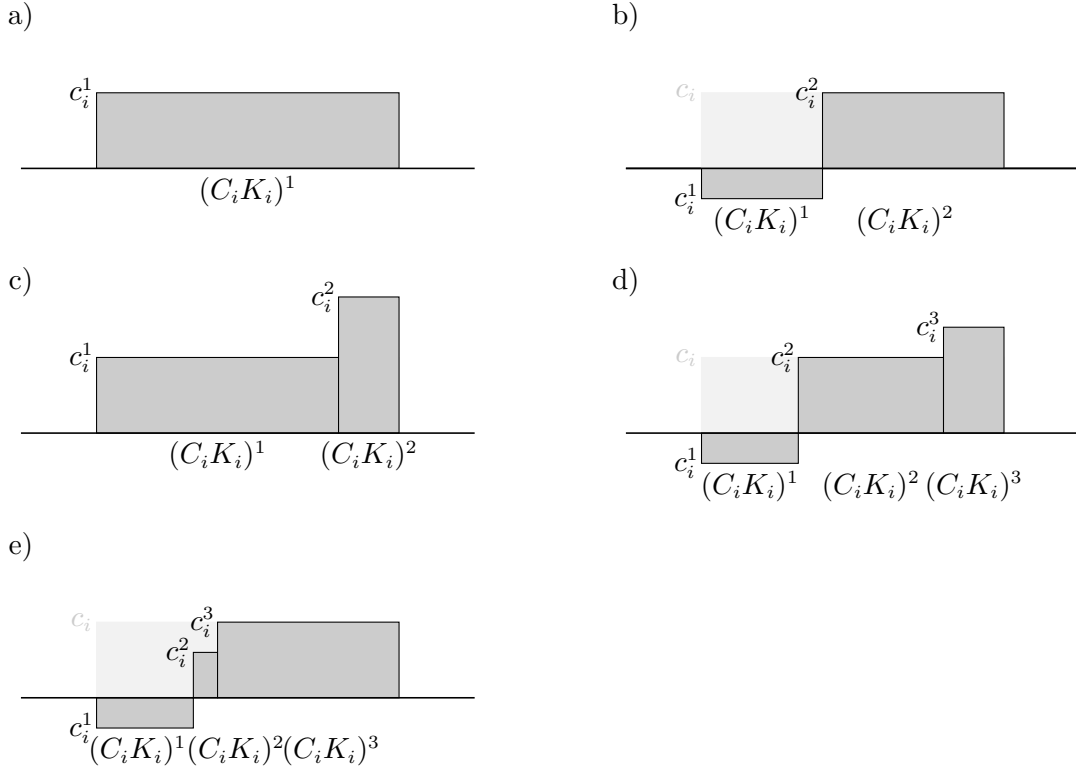 a)
c_i^1
(C_iK_i)^1
b)
c_i
c_i^2
c_i^1
(C_iK_i)^1
(C_iK_i)^2
c)
c_i^2
c_i^1
(C_iK_i)^1
(C_iK_i)^2
d)
c_i^3
c_i
c_i^2
c_i^1
(C_iK_i)^1
(C_iK_i)^2
(C_iK_i)^3
e)
c_i
c_i^3
c_i^2
c_i^1
(C_iK_i)^1
(C_iK_i)^2
(C_iK_i)^3